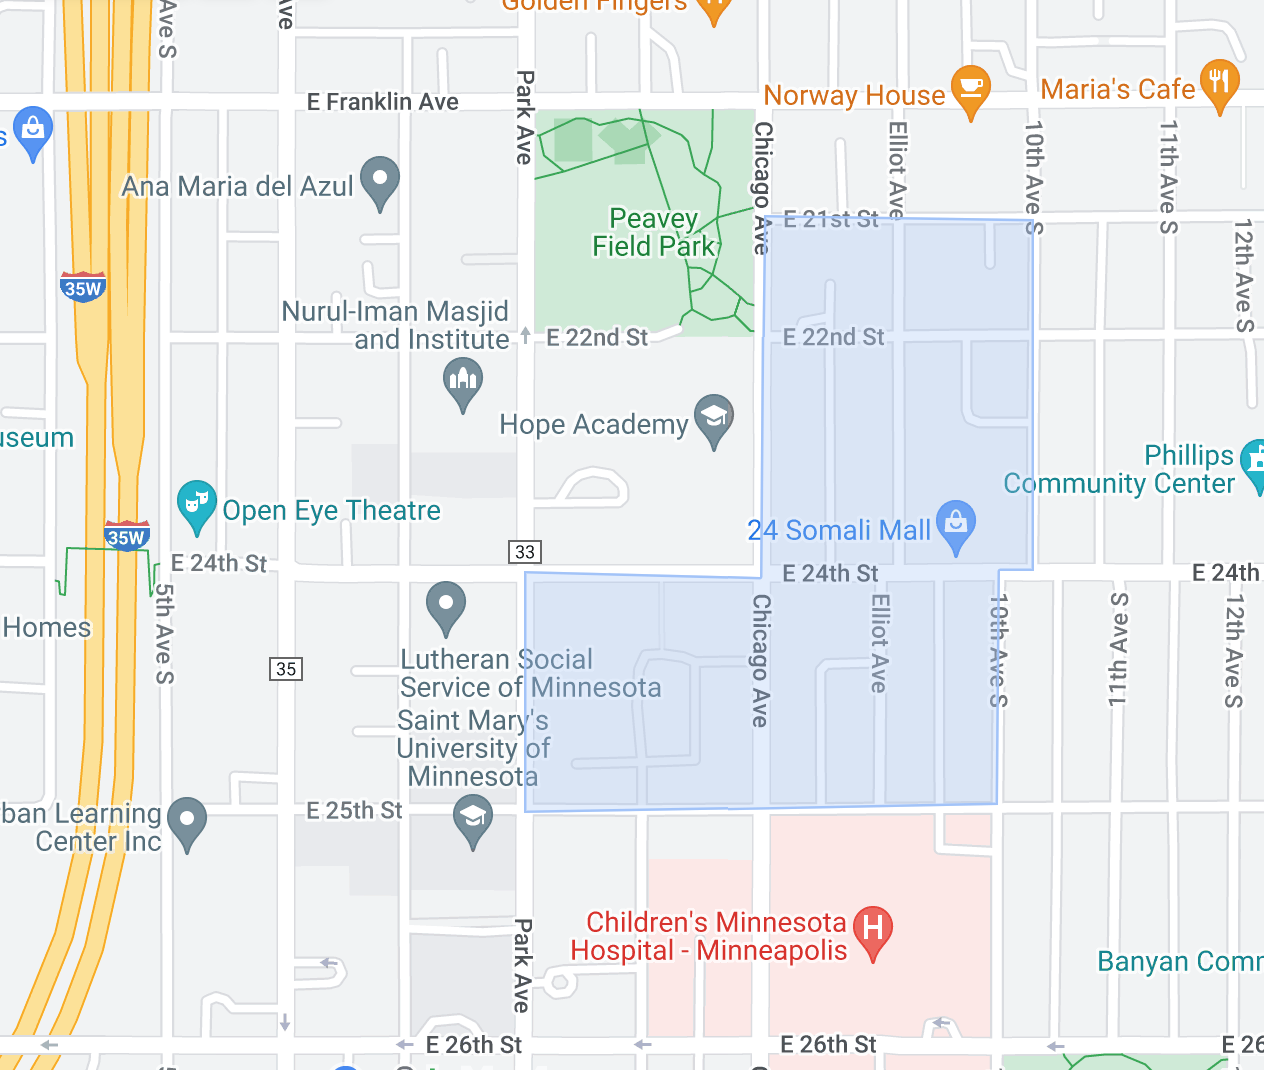 Golden Fingers
Ave S
Ave
E Franklin Ave
Park Ave
Norway House
Maria's Cafe
s
Ana Maria del Azul
Chicago Ave
Elliot Ave
10th Ave S
11th Ave S
Peavey
Field Park
E 21st St
12th Ave S
35W
Nurul-Iman Masjid
and Institute
E 22nd St
E 22nd St
Hope Academy
useum
Phillips
Community Center
Open Eye Theatre
24 Somali Mall
35W
33
E 24th St
E 24th St
E 24th
5th Ave S
Homes
Chicago Ave
Elliot Ave
10th Ave S
11th Ave S
12th Ave S
35
Lutheran Social
Service of Minnesota
Saint Mary's
University of
Minnesota
ban Learning
Center Inc
E 25th St
Park Ave
Children's Minnesota
Hospital - Minneapolis
H
Banyan Comm
E 26th St
E 26th St
E 26